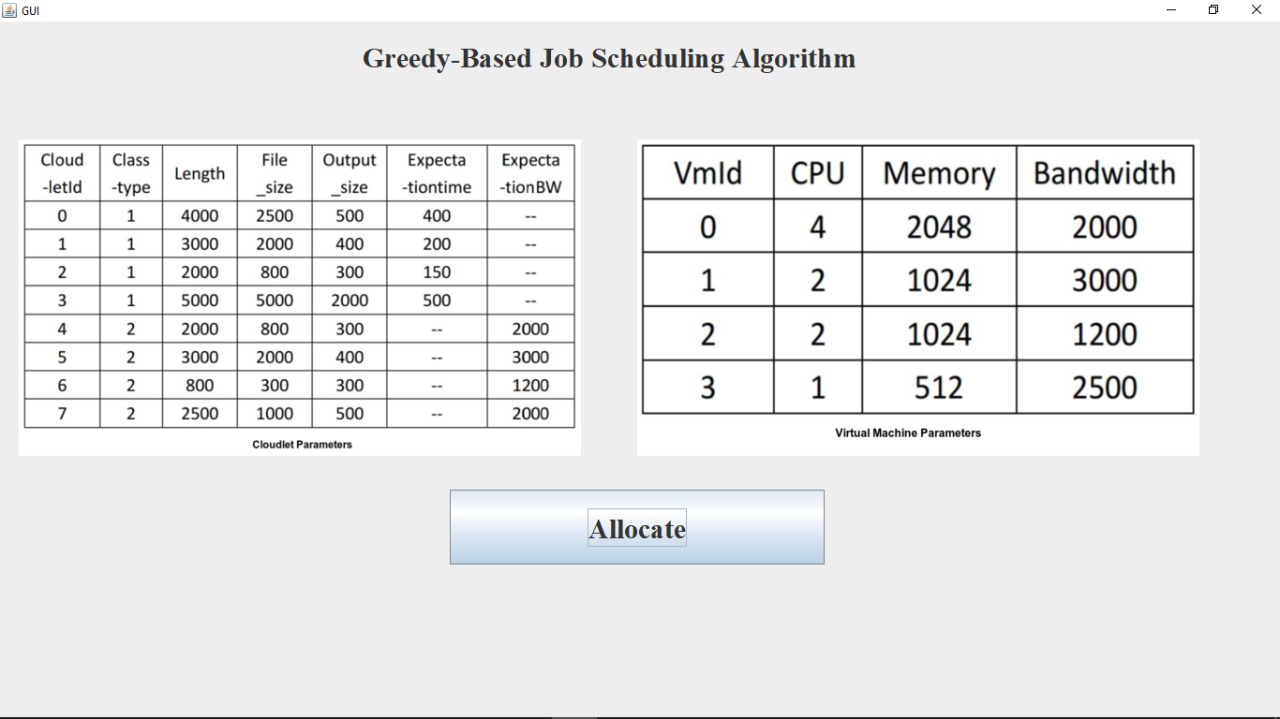 GUI
Greedy-Based Job Scheduling Algorithm
Cloud -letId Class -type Length File _size Output _size Expecta -tiontime Expecta -tionBW
0 1 4000 2500 500 400 --
1 1 3000 2000 400 200 --
2 1 2000 800 300 150 --
3 1 5000 5000 2000 500 --
4 2 2000 800 300 -- 2000
5 2 3000 2000 400 -- 3000
6 2 800 300 300 -- 1200
7 2 2500 1000 500 -- 2000
Cloudlet Parameters
VmId CPU Memory Bandwidth
0 4 2048 2000
1 2 1024 3000
2 2 1024 1200
3 1 512 2500
Virtual Machine Parameters
Allocate